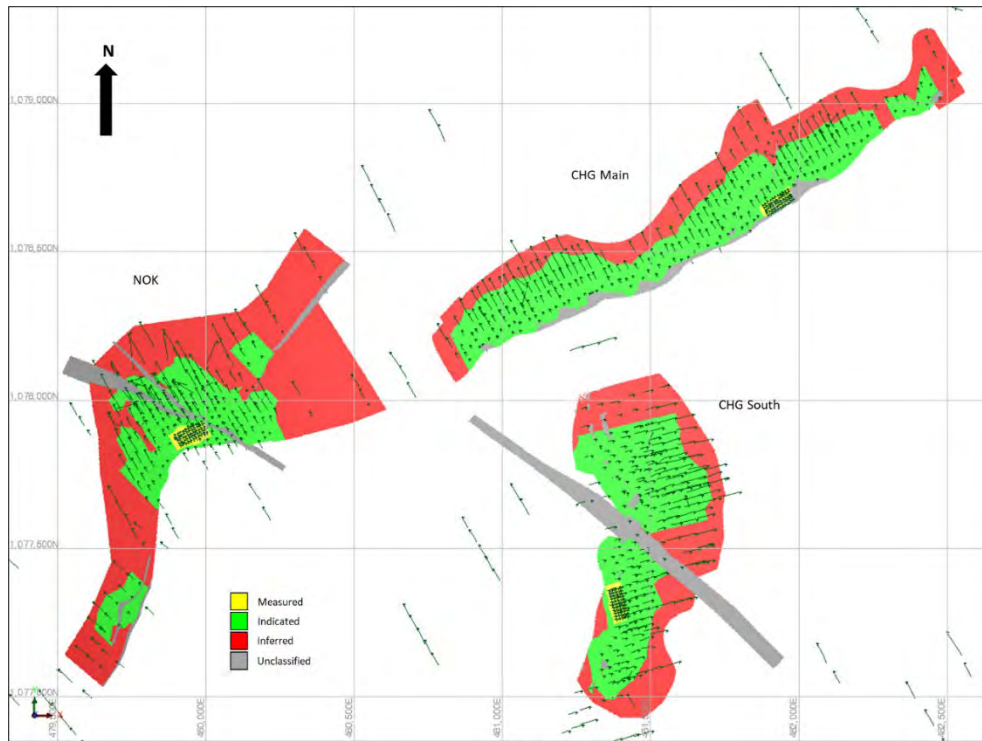 N
1,079,000N
CHG Main
1,078,500N
NOK
1,078,000N
CHG South
1,077,500N
Measured
Indicated
Inferred
Unclassified
480,000E
480,500E
481,000E
482,000E
482,500E